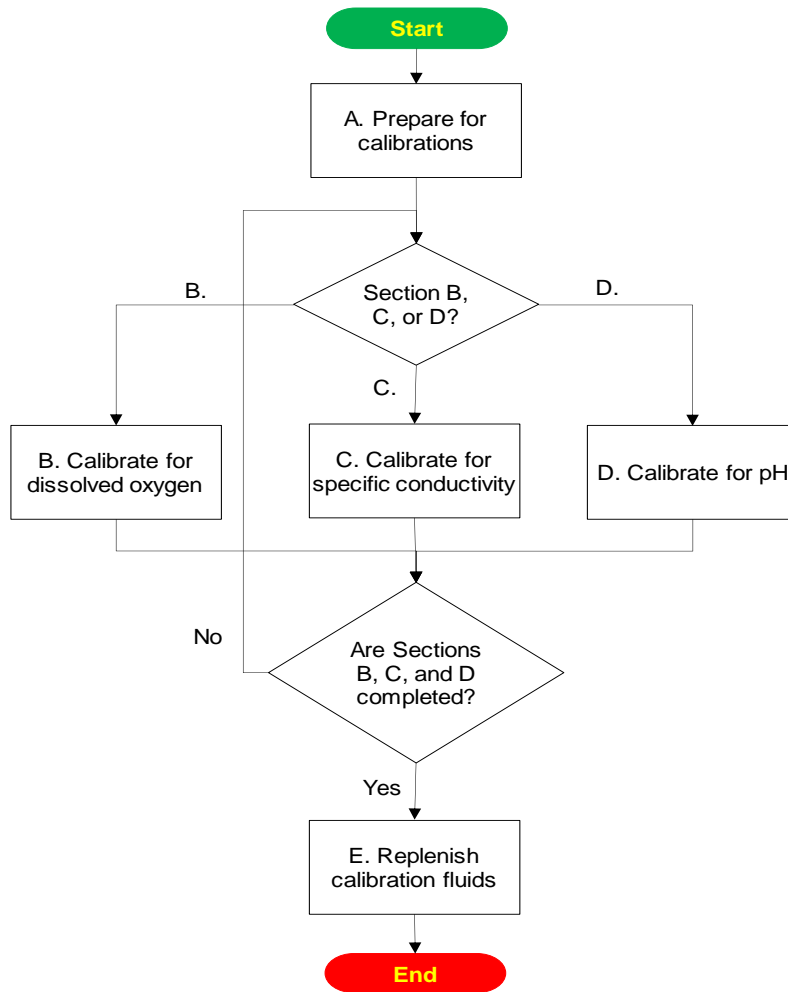 Start
A. Prepare for
calibrations
Section B,
C, or D?
B.
D.
C.
B. Calibrate for
dissolved oxygen
C. Calibrate for
specific conductivity
D. Calibrate for pH
Are Sections
B, C, and D
completed?
No
Yes
E. Replenish
calibration fluids
End